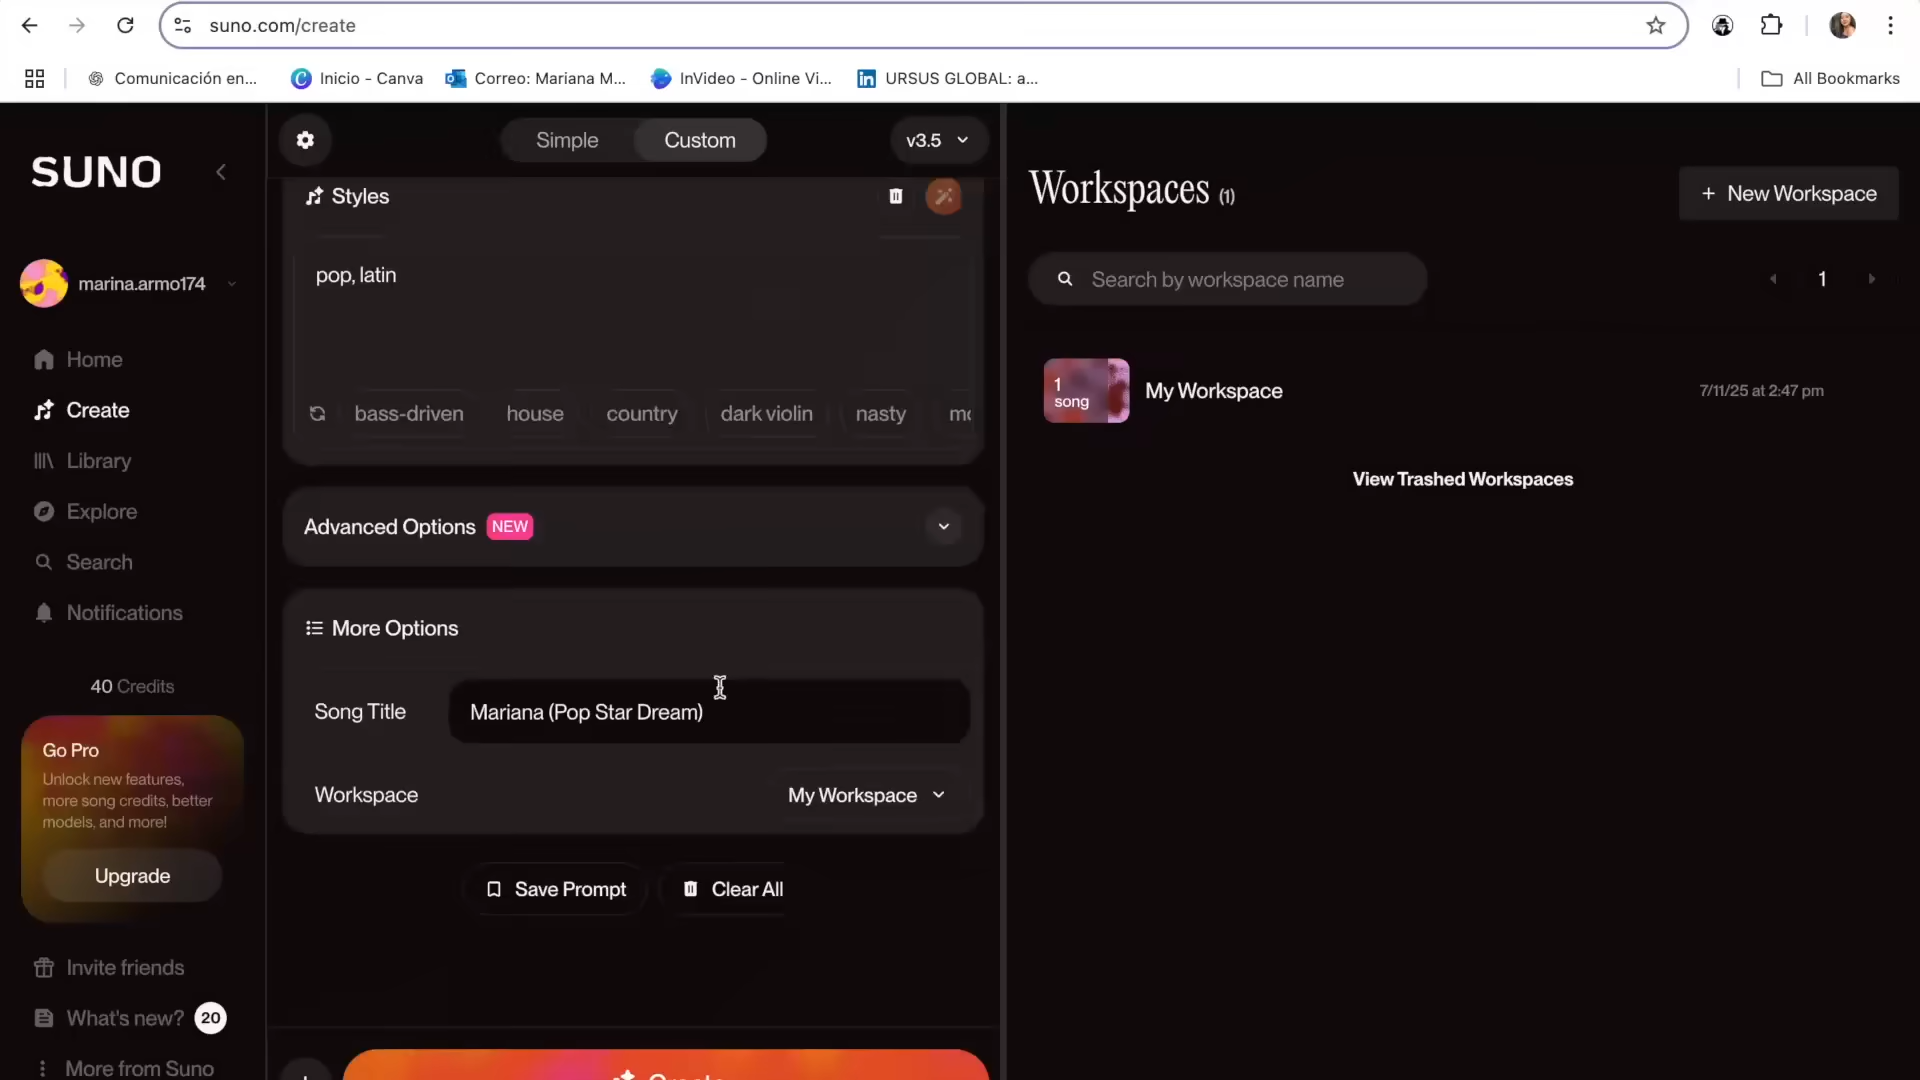 suno.com/create
Comunicación en...
Inicio - Canva
Correo: Mariana M...
InVideo - Online Vi...
URSUS GLOBAL: a...
All Bookmarks
SUNO
marina.armo174
Home
Create
Library
Explore
Search
Notifications
40 Credits
Go Pro
Unlock new features,
more song credits, better
models, and more!
Upgrade
Invite friends
What's new? 20
More from Suno
Simple
Custom
v3.5
Styles
pop, latin
bass-driven
house
country
dark violin
nasty
Advanced Options NEW
More Options
Song Title
Mariana (Pop Star Dream)
Workspace
My Workspace
Save Prompt
Clear All
Create
Workspaces (1)
+ New Workspace
Search by workspace name
1
1
song
My Workspace
7/11/25 at 2:47 pm
View Trashed Workspaces